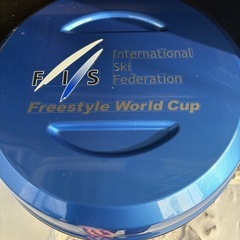 FIS
International
Ski
Federation
Freestyle World Cup